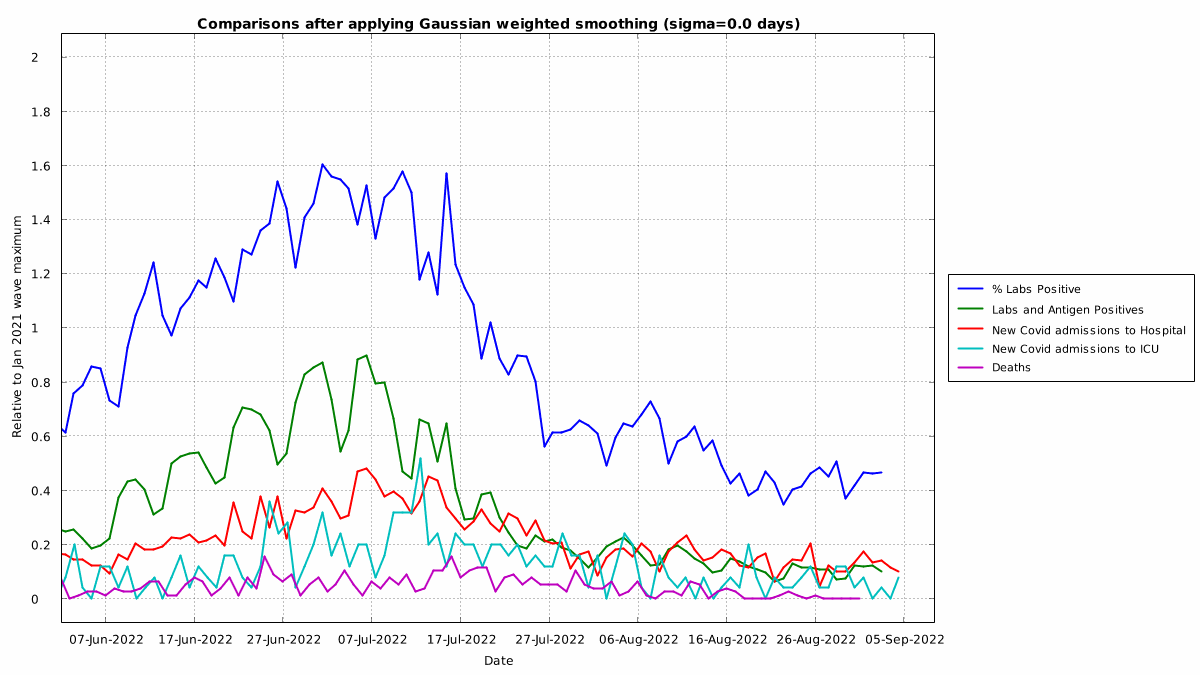 Comparisons after applying Gaussian weighted smoothing (sigma=0.0 days)
2
1.8
1.6
1.4
1.2
1
0.8
0.6
0.4
0.2
0
Relative to Jan 2021 wave maximum
07-Jun-2022 17-Jun-2022 27-Jun-2022 07-Jul-2022 17-Jul-2022 27-Jul-2022 06-Aug-2022 16-Aug-2022 26-Aug-2022 05-Sep-2022
Date
% Labs Positive
Labs and Antigen Positives
New Covid admissions to Hospital
New Covid admissions to ICU
Deaths